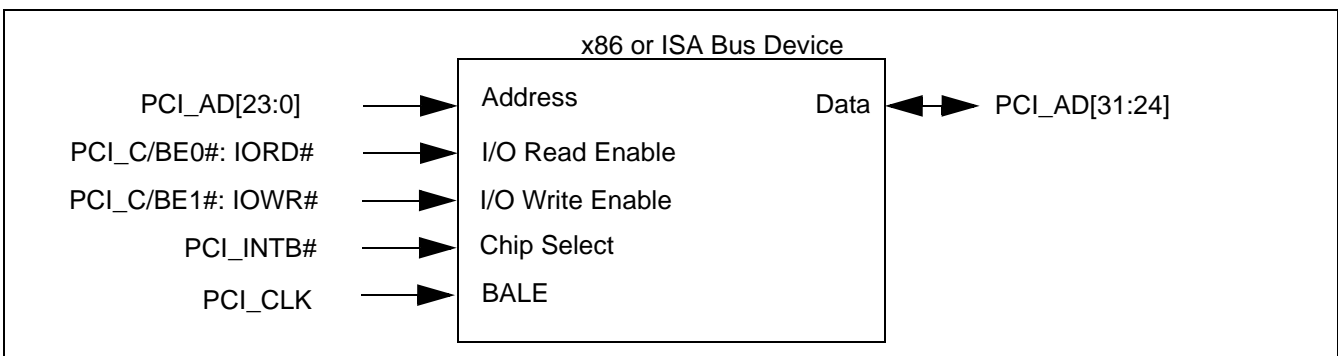 x86 or ISA Bus Device
PCI_AD[23:0] Address Data PCI_AD[31:24]
PCI_C/BE0#: IORD# I/O Read Enable
PCI_C/BE1#: IOWR# I/O Write Enable
PCI_INTB# Chip Select
PCI_CLK BALE